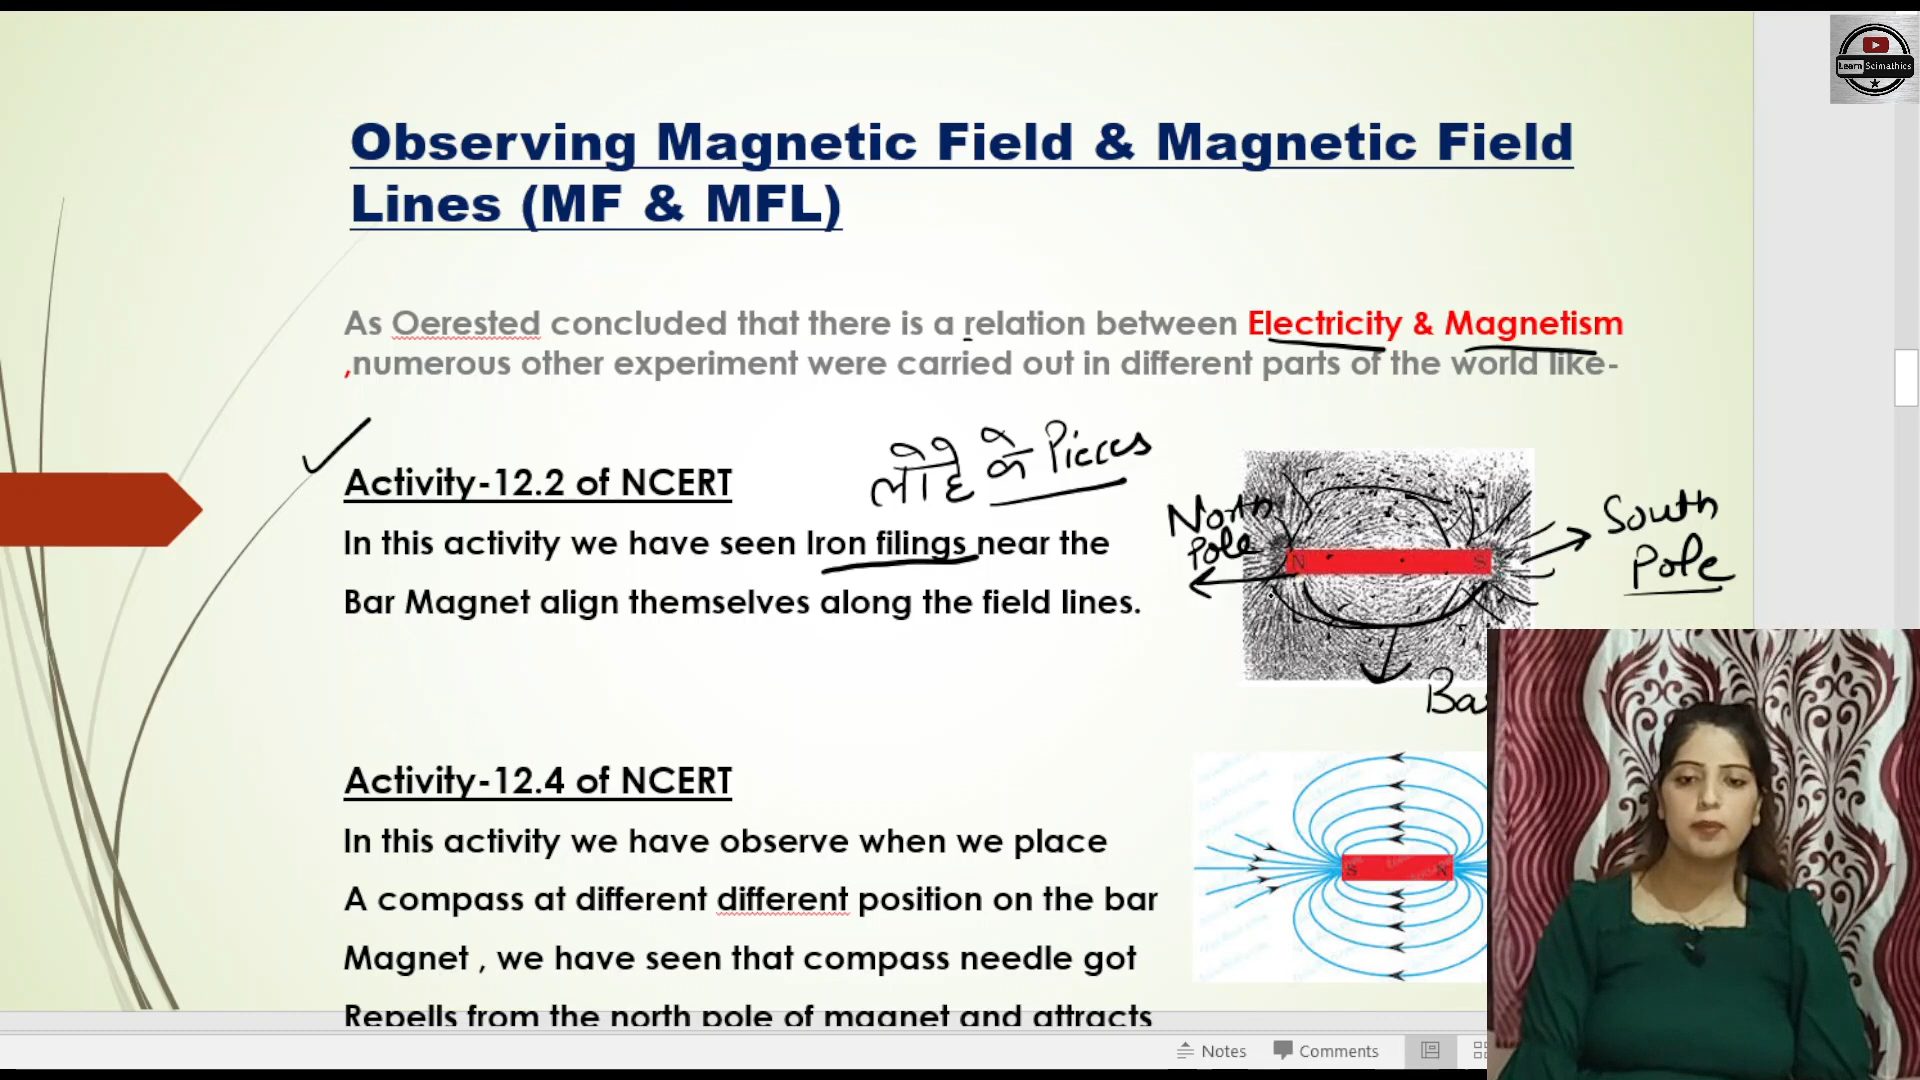 Learn Scimathics
Observing Magnetic Field & Magnetic Field
Lines (MF & MFL)
As Oerested concluded that there is a relation between Electricity & Magnetism
,numerous other experiment were carried out in different parts of the world like-
लोहे के Pieces
Activity-12.2 of NCERT
In this activity we have seen Iron filings near the
Bar Magnet align themselves along the field lines.
North
Pole
N S
South
Pole
Ba
Activity-12.4 of NCERT
In this activity we have observe when we place
A compass at different different position on the bar
Magnet , we have seen that compass needle got
Repells from the north pole of magnet and attracts
S N
Notes Comments